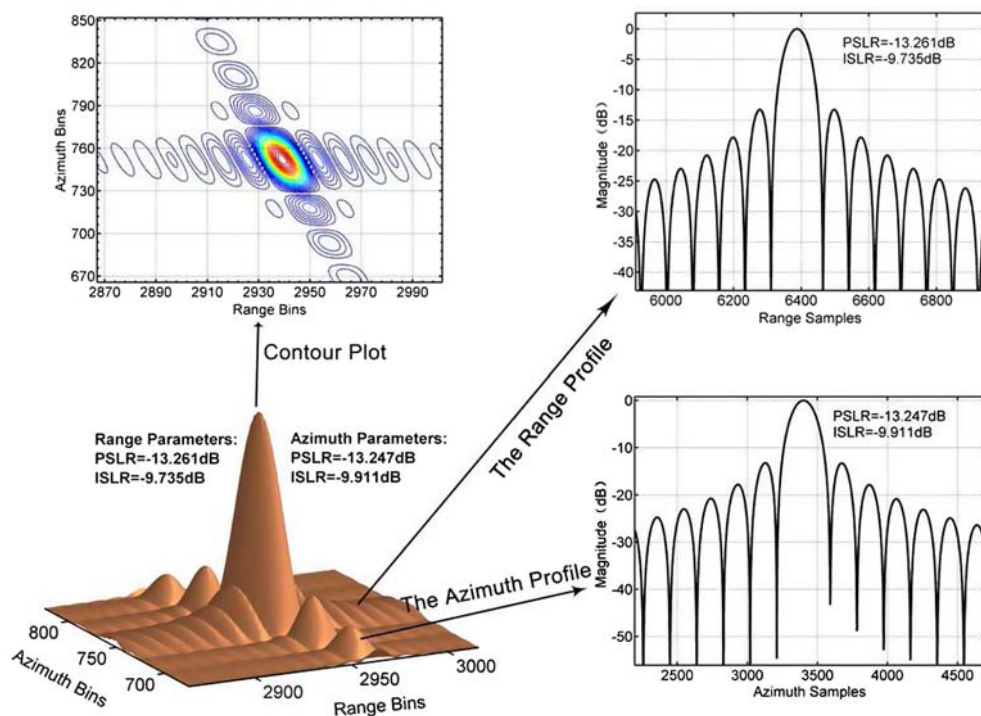 850
820
790
760
730
700
670
Azimuth Bins
2870 2890 2910 2930 2950 2970 2990
Range Bins
0
-5
-10
-15
-20
-25
-30
-35
-40
Magnitude (dB)
PSLR=-13.261dB
ISLR=-9.735dB
6000 6200 6400 6600 6800
Range Samples
Contour Plot
The Range Profile
Range Parameters:
PSLR=-13.261dB
ISLR=-9.735dB
Azimuth Parameters:
PSLR=-13.247dB
ISLR=-9.911dB
The Azimuth Profile
800
750
700
Azimuth Bins
2900
2950
3000
Range Bins
0
-10
-20
-30
-40
-50
Magnitude (dB)
PSLR=-13.247dB
ISLR=-9.911dB
2500 3000 3500 4000 4500
Azimuth Samples